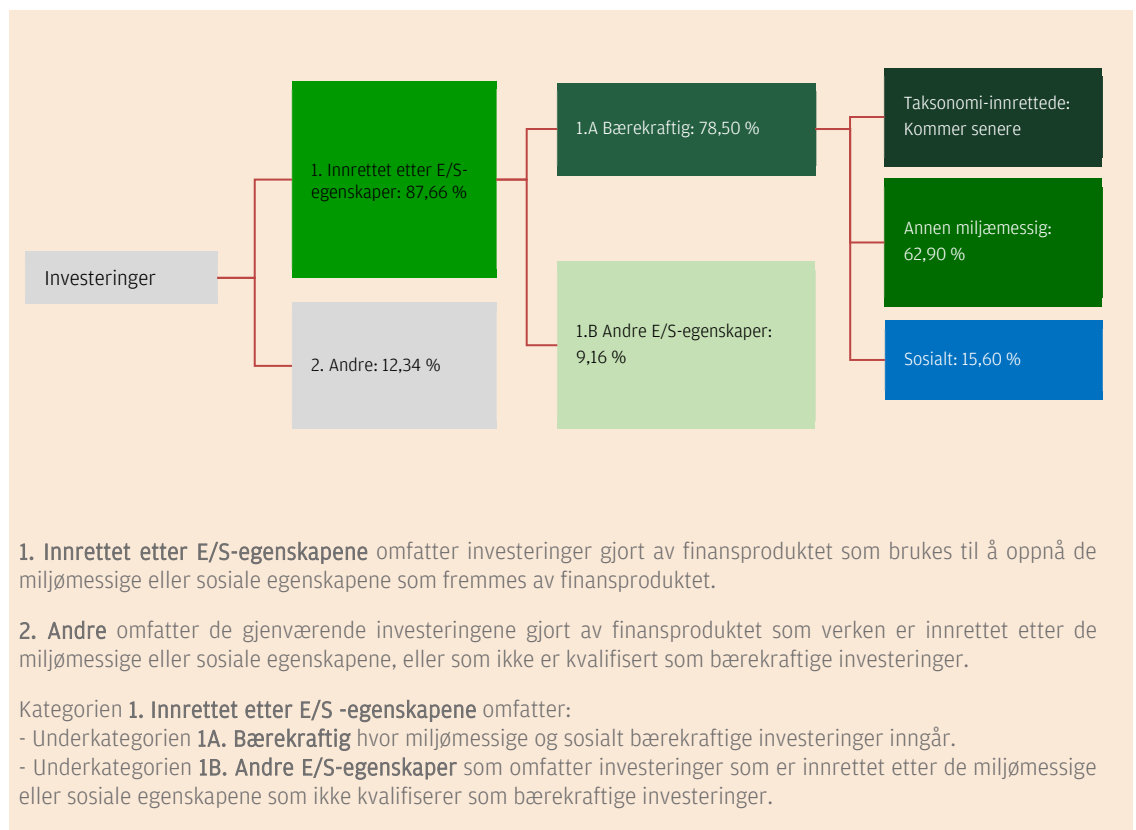 Investeringer
1. Innrettet etter E/S-
egenskaper: 87,66 %
2. Andre: 12,34 %
1.A Bærekraftig: 78,50 %
1.B Andre E/S-egenskaper:
9,16 %
Taksonomi-innrettede:
Kommer senere
Annen miljæmessig:
62,90 %
Sosialt: 15,60 %
1. Innrettet etter E/S-egenskapene omfatter investeringer gjort av finansproduktet som brukes til å oppnå de
miljømessige eller sosiale egenskapene som fremmes av finansproduktet.
2. Andre omfatter de gjenværende investeringene gjort av finansproduktet som verken er innrettet etter de
miljømessige eller sosiale egenskapene, eller som ikke er kvalifisert som bærekraftige investeringer.
Kategorien 1. Innrettet etter E/S -egenskapene omfatter:
- Underkategorien 1A. Bærekraftig hvor miljømessige og sosialt bærekraftige investeringer inngår.
- Underkategorien 1B. Andre E/S-egenskaper som omfatter investeringer som er innrettet etter de miljømessige
eller sosiale egenskapene som ikke kvalifiserer som bærekraftige investeringer.